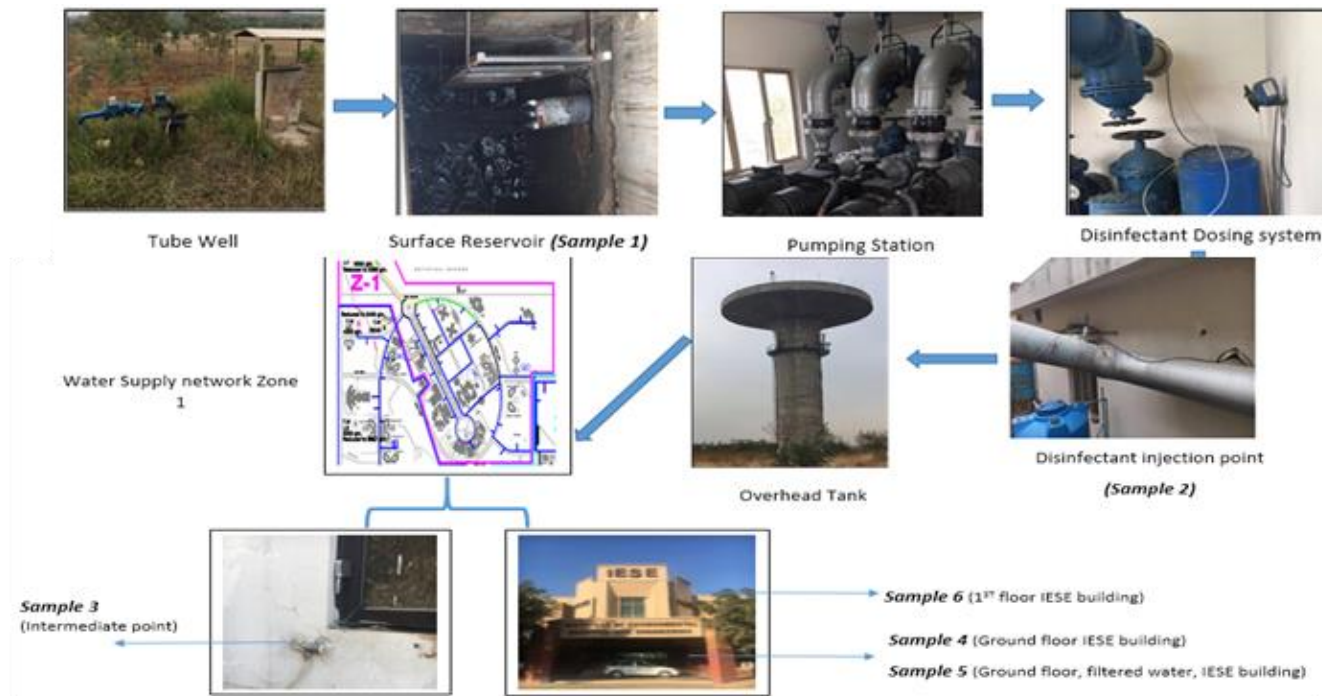 Tube Well
Surface Reservoir (Sample 1)
Pumping Station
Disinfectant Dosing system
Z-1
Water Supply network Zone
1
Overhead Tank
Disinfectant injection point
(Sample 2)
IESE
Sample 3
(Intermediate point)
Sample 6 (1ST floor IESE building)
Sample 4 (Ground floor IESE building)
Sample 5 (Ground floor, filtered water, IESE building)